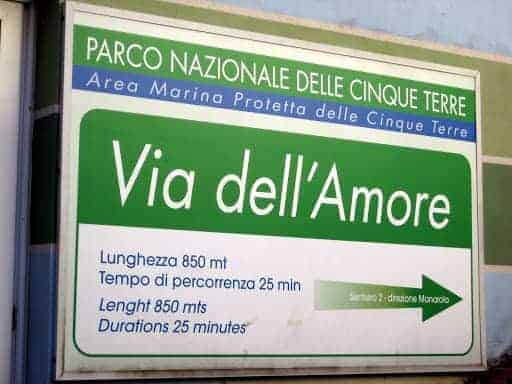 PARCO NAZIONALE DELLE CINQUE TERRE
Area Marina Protetta delle Cinque Terre
Via dell'Amore
Lunghezza 850 mt
Tempo di percorrenza 25 min
Lenght 850 mts
Durations 25 minutes
Sentiero 2 - direzione Manarola